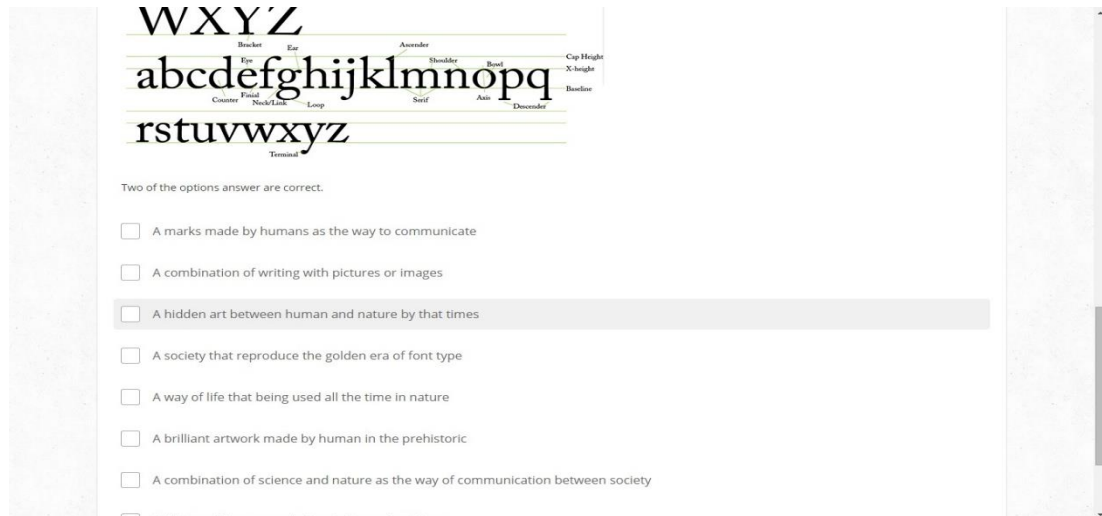 WXYZ
Bracket Ear Ascender
Eye Shoulder Bowl Cap Height
abcdefghijklmnopq X-height
Baseline
Counter Finial Neck/Link Loop Serif Axis Descender
rstuvwxyz
Terminal
Two of the options answer are correct.
A marks made by humans as the way to communicate
A combination of writing with pictures or images
A hidden art between human and nature by that times
A society that reproduce the golden era of font type
A way of life that being used all the time in nature
A brilliant artwork made by human in the prehistoric
A combination of science and nature as the way of communication between society